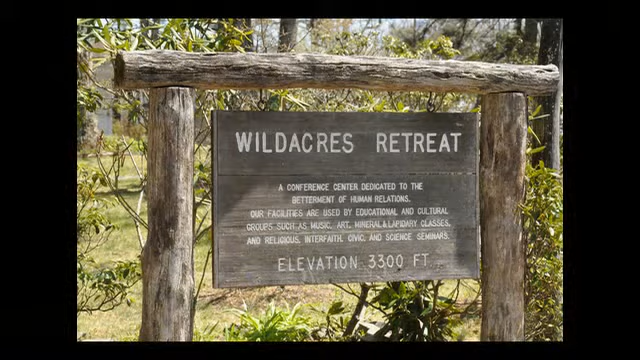 WILDACRES RETREAT
A CONFERENCE CENTER DEDICATED TO THE
BETTERMENT OF HUMAN RELATIONS.
OUR FACILITIES ARE USED BY EDUCATIONAL AND CULTURAL
GROUPS SUCH AS MUSIC, ART, MINERAL & LAPIDARY CLASSES,
AND RELIGIOUS, INTERFAITH, CIVIC, AND SCIENCE SEMINARS.
ELEVATION 3300 FT.